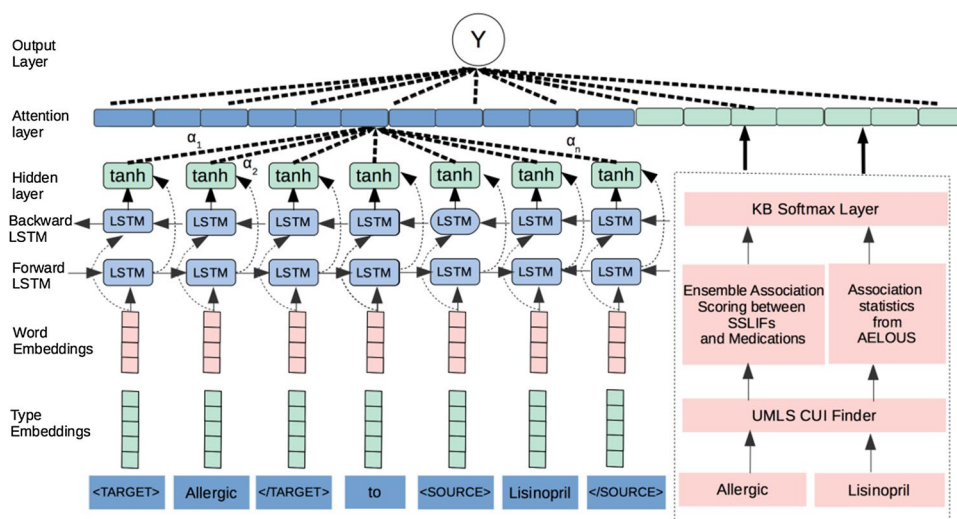 Output
Layer
Y
Attention
layer
α1
α2
αn
Hidden
layer
tanh tanh tanh tanh tanh tanh tanh
Backward
LSTM
LSTM LSTM LSTM LSTM LSTM LSTM LSTM
Forward
LSTM
LSTM LSTM LSTM LSTM LSTM LSTM LSTM
Word
Embeddings
Type
Embeddings
<TARGET> Allergic </TARGET> to <SOURCE> Lisinopril </SOURCE>
KB Softmax Layer
Ensemble Association
Scoring between
SSLIFs
and Medications
Association
statistics
from
AELOUS
UMLS CUI Finder
Allergic
Lisinopril